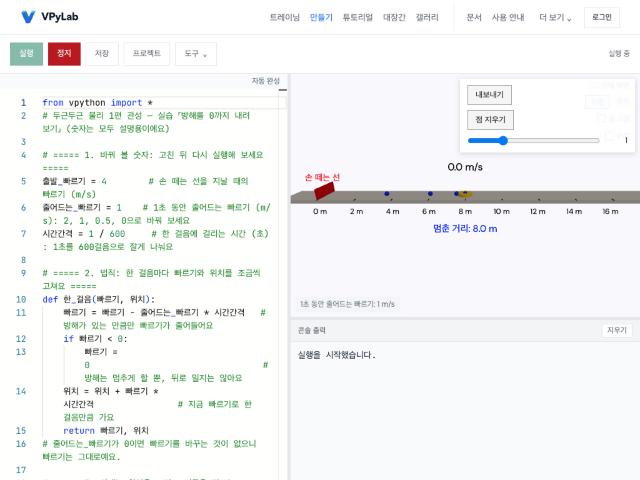 VPyLab
트레이닝 만들기 튜토리얼 대장간 갤러리 문서 사용 안내 더 보기 로그인
실행 정지 저장 프로젝트 도구 실행 중
자동 완성
1 from vpython import *
2 # 두근두근 물리 1편 관성 — 실습 「방해를 0까지 내려
보기」 (숫자는 모두 설명용이에요)
3
4 # ===== 1. 바꿔 볼 숫자: 고친 뒤 다시 실행해 보세요
=====
5 출발_빠르기 = 4 # 손 떼는 선을 지날 때의
빠르기 (m/s)
6 줄어드는_빠르기 = 1 # 1초 동안 줄어드는 빠르기 (m/
s): 2, 1, 0.5, 0으로 바꿔 보세요
7 시간간격 = 1 / 600 # 한 걸음에 걸리는 시간 (초)
: 1초를 600걸음으로 잘게 나눠요
8
9 # ===== 2. 법칙: 한 걸음마다 빠르기와 위치를 조금씩
고쳐요 =====
10 def 한_걸음(빠르기, 위치):
11 빠르기 = 빠르기 - 줄어드는_빠르기 * 시간간격 #
방해가 있는 만큼만 빠르기가 줄어들어요
12 if 빠르기 < 0:
13 빠르기 =
0 #
방해는 멈추게 할 뿐, 뒤로 밀지는 않아요
14 위치 = 위치 + 빠르기 *
시간간격 # 지금 빠르기로 한
걸음만큼 가요
15 return 빠르기, 위치
16 # 줄어드는_빠르기가 0이면 빠르기를 바꾸는 것이 없으니
빠르기는 그대로예요.
17
내보내기
점 지우기
1
0.0 m/s
손 떼는 선
0 m 2 m 4 m 6 m 8 m 10 m 12 m 14 m 16 m
멈춘 거리: 8.0 m
1초 동안 줄어드는 빠르기: 1 m/s
콘솔 출력 지우기
실행을 시작했습니다.